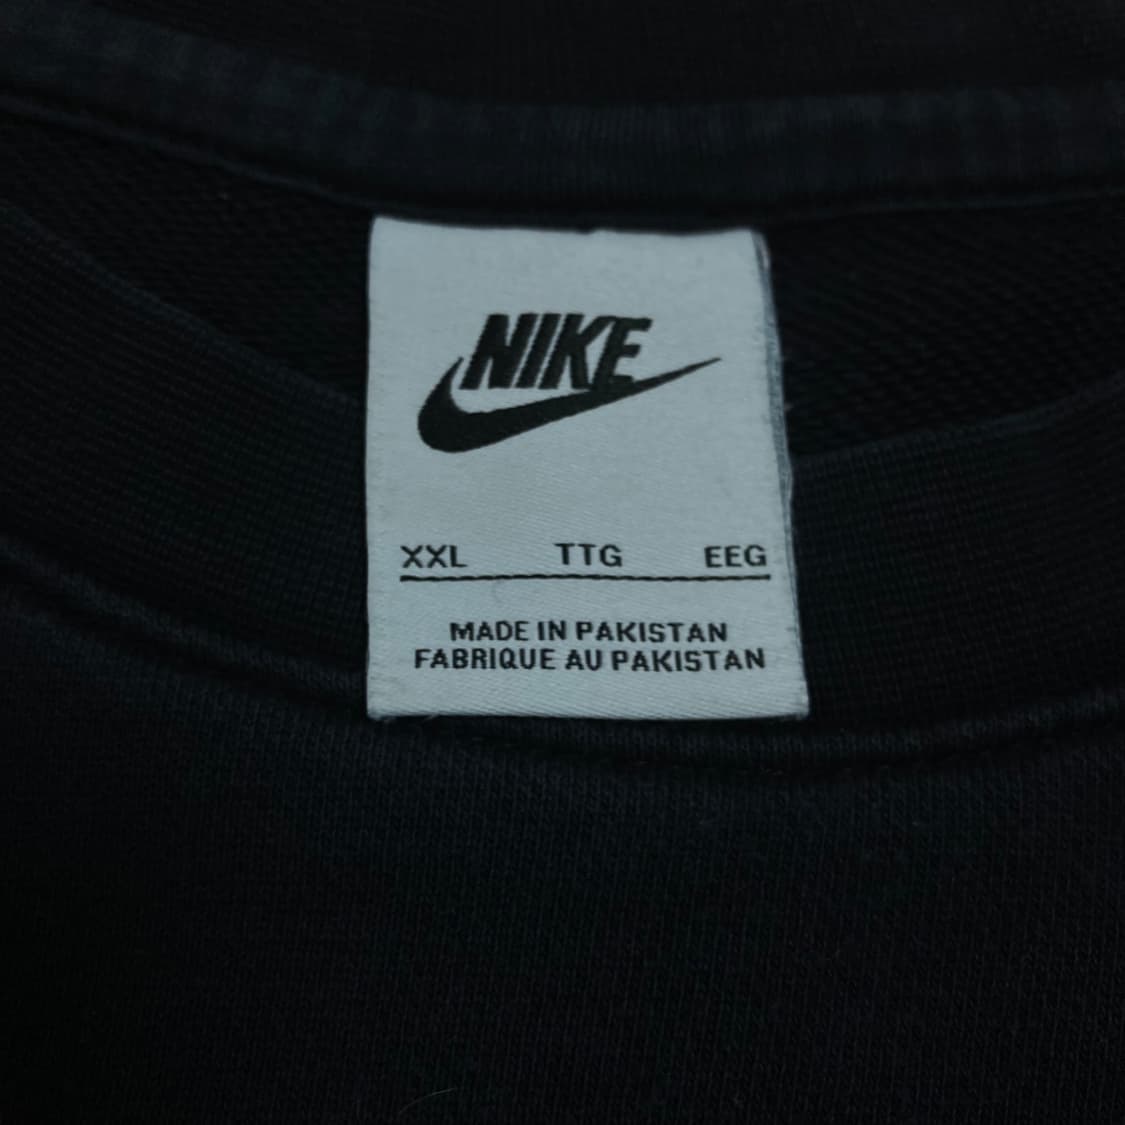 NIKE
XXL TTG EEG
MADE IN PAKISTAN
FABRIQUE AU PAKISTAN